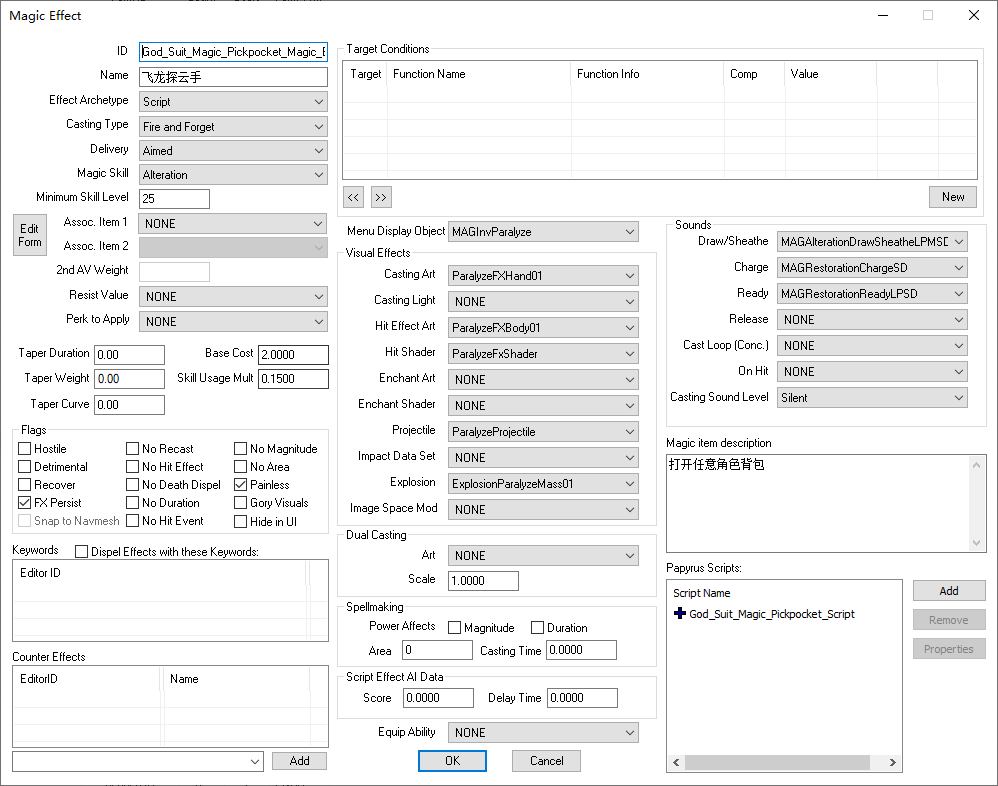 Magic Effect
ID God_Suit_Magic_Pickpocket_Magic_E
Name 飞龙探云手
Effect Archetype Script
Casting Type Fire and Forget
Delivery Aimed
Magic Skill Alteration
Minimum Skill Level 25
Edit Form
Assoc. Item 1 NONE
Assoc. Item 2
2nd AV Weight
Resist Value NONE
Perk to Apply NONE
Taper Duration 0.00 Base Cost 2.0000
Taper Weight 0.00 Skill Usage Mult 0.1500
Taper Curve 0.00
Flags
Hostile No Recast No Magnitude
Detrimental No Hit Effect No Area
Recover No Death Dispel Painless
FX Persist No Duration Gory Visuals
Snap to Navmesh No Hit Event Hide in UI
Keywords Dispel Effects with these Keywords:
Editor ID
Counter Effects
EditorID Name
Add
Target Conditions
Target Function Name Function Info Comp Value
<< >> New
Menu Display Object MAGInvParalyze
Visual Effects
Casting Art ParalyzeFXHand01
Casting Light NONE
Hit Effect Art ParalyzeFXBody01
Hit Shader ParalyzeFxShader
Enchant Art NONE
Enchant Shader NONE
Projectile ParalyzeProjectile
Impact Data Set NONE
Explosion ExplosionParalyzeMass01
Image Space Mod NONE
Dual Casting
Art NONE
Scale 1.0000
Spellmaking
Power Affects Magnitude Duration
Area 0 Casting Time 0.0000
Script Effect AI Data
Score 0.0000 Delay Time 0.0000
Equip Ability NONE
OK Cancel
Sounds
Draw/Sheathe MAGAlterationDrawSheatheLPMSD
Charge MAGRestorationChargeSD
Ready MAGRestorationReadyLPSD
Release NONE
Cast Loop (Conc.) NONE
On Hit NONE
Casting Sound Level Silent
Magic item description
打开任意角色背包
Papyrus Scripts:
Script Name
God_Suit_Magic_Pickpocket_Script
Add
Remove
Properties